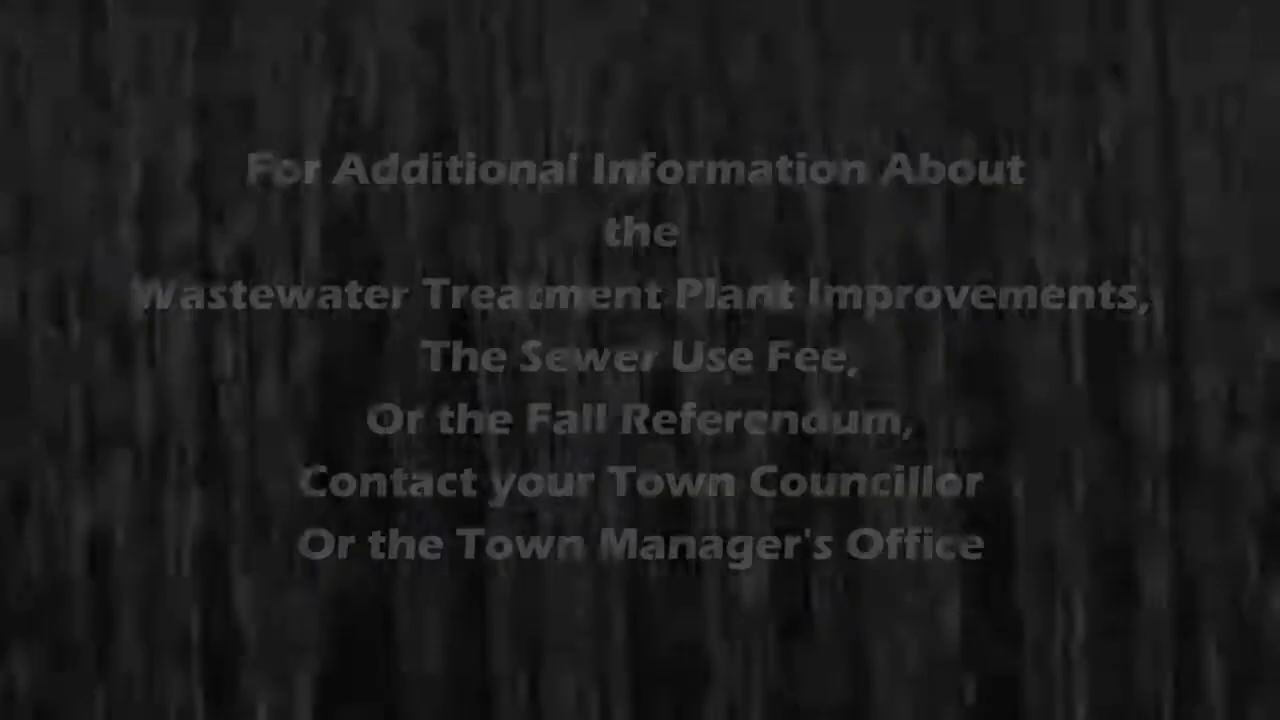 For Additional Information About
the
Wastewater Treatment Plant Improvements,
The Sewer Use Fee,
Or the Fall Referendum,
Contact your Town Councillor
Or the Town Manager's Office